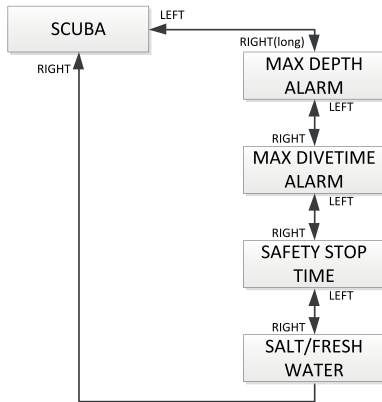 SCUBA
LEFT
RIGHT(long)
RIGHT
MAX DEPTH
ALARM
LEFT
RIGHT
MAX DIVETIME
ALARM
LEFT
RIGHT
SAFETY STOP
TIME
LEFT
RIGHT
SALT/FRESH
WATER